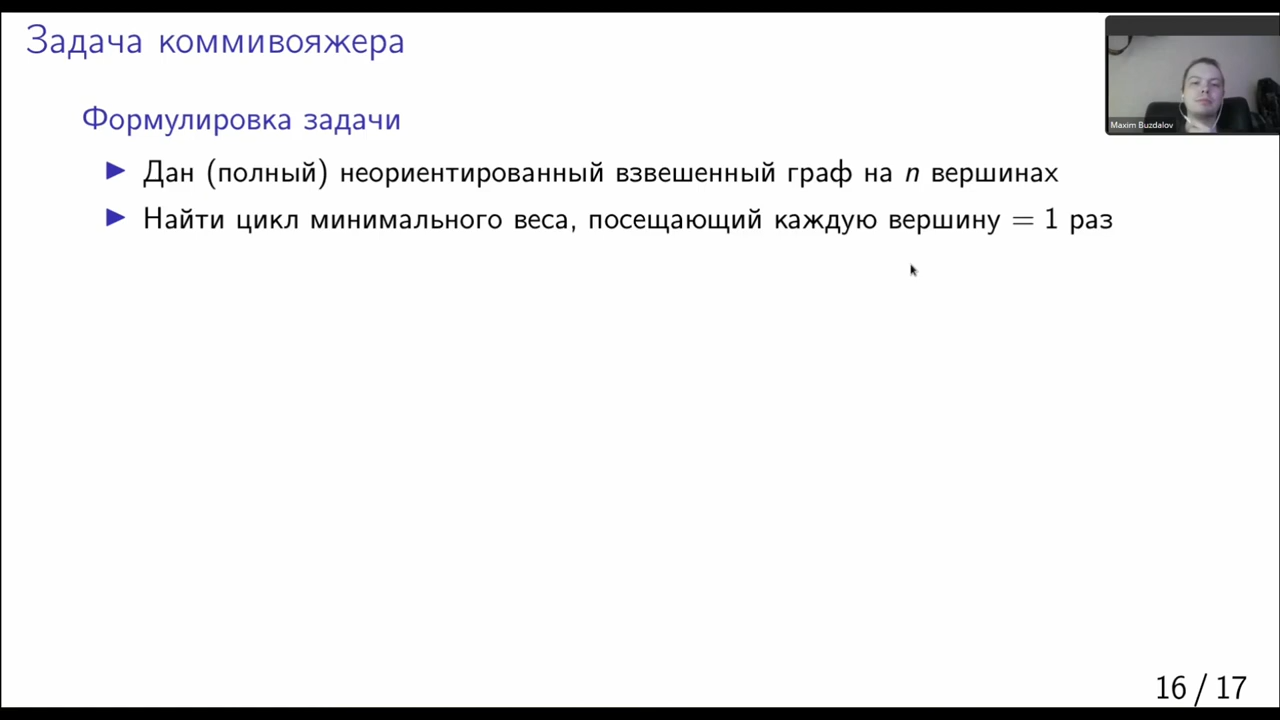 Задача коммивояжера
Maxim Buzdalov
Формулировка задачи
Дан (полный) неориентированный взвешенный граф на n вершинах
Найти цикл минимального веса, посещающий каждую вершину = 1 раз
16 / 17